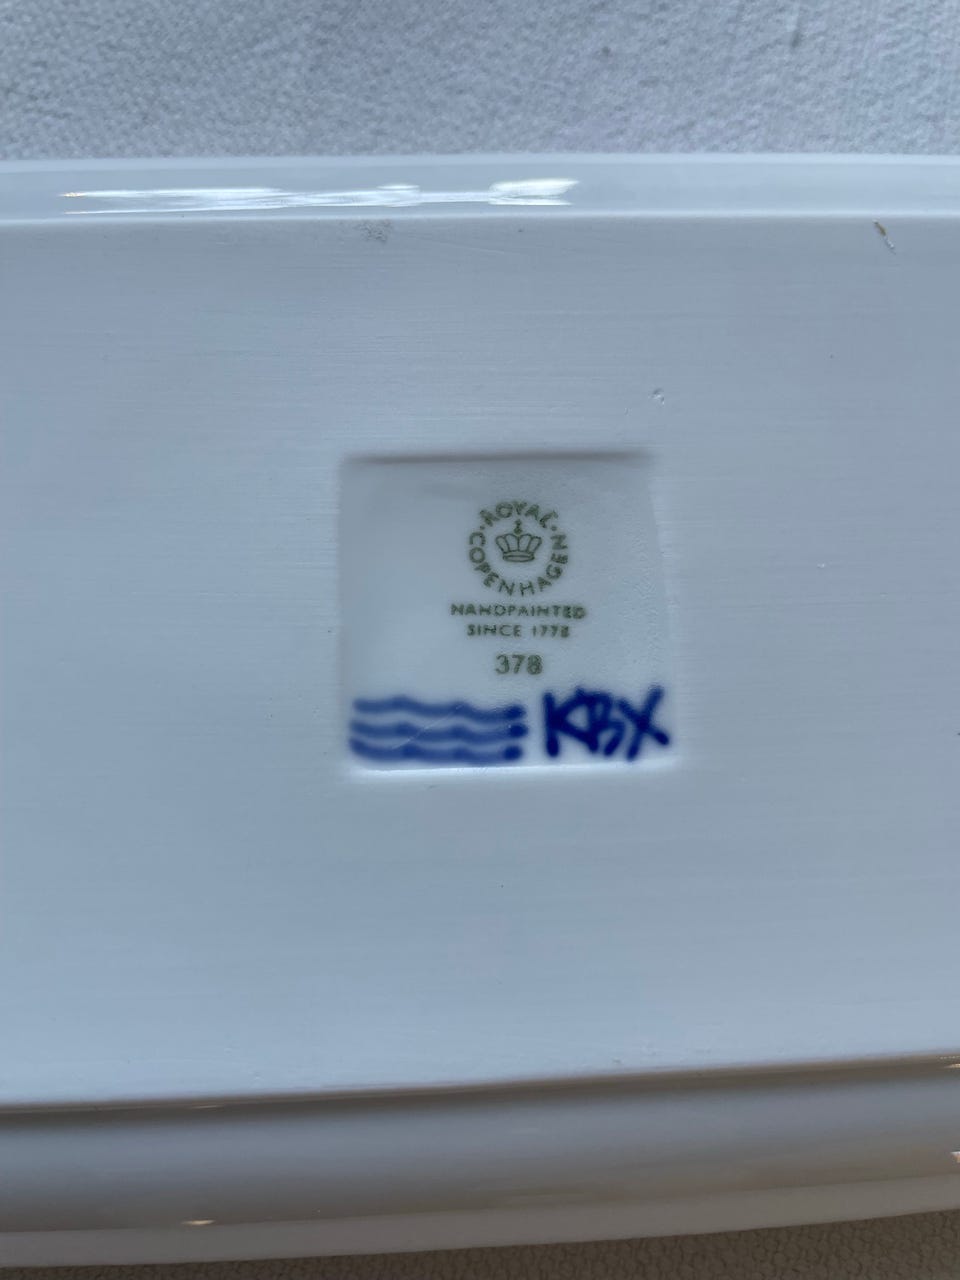 ROYAL
COPENHAGEN
HANDPAINTED
SINCE 1775
378
KBX